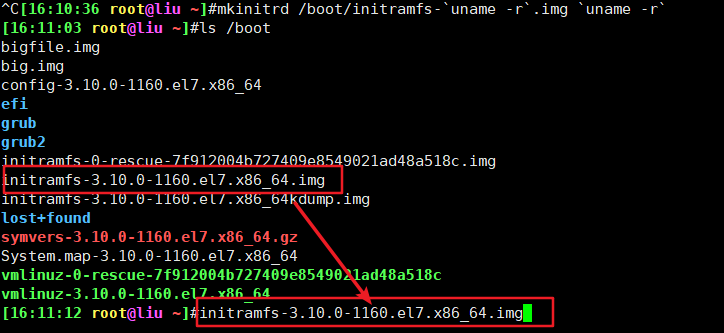 ^C[16:10:36 root@liu ~]#mkinitrd /boot/initramfs-`uname -r`.img `uname -r`
[16:11:03 root@liu ~]#ls /boot
bigfile.img
big.img
config-3.10.0-1160.el7.x86_64
efi
grub
grub2
initramfs-0-rescue-7f912004b727409e8549021ad48a518c.img
initramfs-3.10.0-1160.el7.x86_64.img
initramfs-3.10.0-1160.el7.x86_64kdump.img
lost+found
symvers-3.10.0-1160.el7.x86_64.gz
System.map-3.10.0-1160.el7.x86_64
vmlinuz-0-rescue-7f912004b727409e8549021ad48a518c
vmlinuz-3.10.0-1160.el7.x86_64
[16:11:12 root@liu ~]#initramfs-3.10.0-1160.el7.x86_64.img